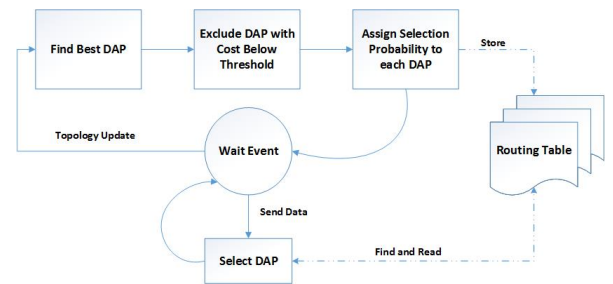 Find Best DAP
Exclude DAP with
Cost Below
Threshold
Assign Selection
Probability to
each DAP
Store
Routing Table
Topology Update
Wait Event
Send Data
Select DAP
Find and Read